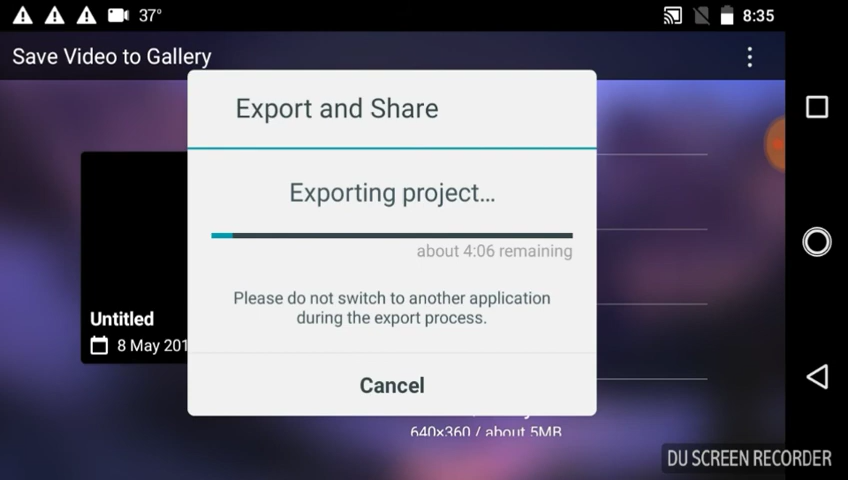 37° 8:35
Save Video to Gallery
Export and Share
Exporting project...
about 4:06 remaining
Please do not switch to another application
during the export process.
Untitled
8 May 201
Cancel
640x360 / about 5MB
DU SCREEN RECORDER